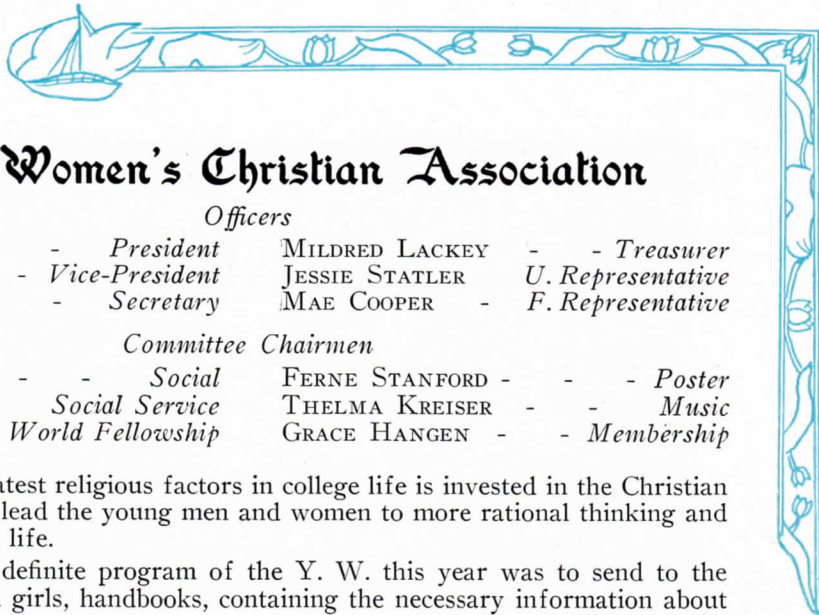 Women's Christian Association
Officers
- President MILDRED LACKEY - - Treasurer
- Vice-President JESSIE STATLER U. Representative
- Secretary MAE COOPER - F. Representative
Committee Chairmen
- - Social FERNE STANFORD - - - Poster
Social Service THELMA KREISER - - Music
World Fellowship GRACE HANGEN - - Membership
atest religious factors in college life is invested in the Christian
lead the young men and women to more rational thinking and
life.
definite program of the Y. W. this year was to send to the
girls, handbooks, containing the necessary information about